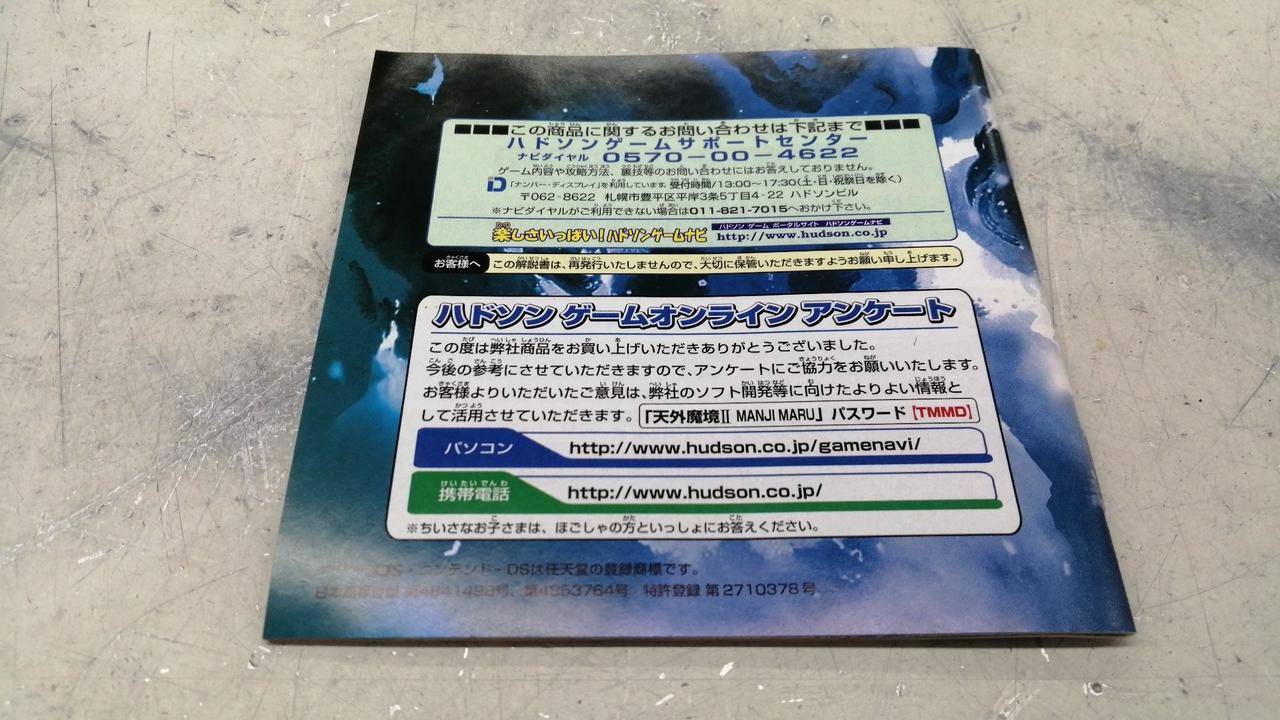 ■■■この商品に関するお問い合わせは下記まで■■■
ハドソンゲームサポートセンター
ナビダイヤル 0570-00-4622
ゲーム内容や攻略方法、裏技等のお問い合わせにはお答えしておりません。
D「ナンバー・ディスプレイ」を利用しています。受付時間/13:00~17:30(土・日・祝祭日を除く)
〒062-8622 札幌市豊平区平岸3条5丁目4-22 ハドソンビル
※ナビダイヤルがご利用できない場合は011-821-7015へおかけ下さい。
楽しさいっぱい!ハドソンゲームナビ
ハドソン ゲーム ポータルサイト ハドソンゲームナビ
http://www.hudson.co.jp
お客様へ この解説書は、再発行いたしませんので、大切に保管いただきますようお願い申し上げます。
ハドソン ゲームオンライン アンケート
この度は弊社商品をお買い上げいただきありがとうございました。
今後の参考にさせていただきますので、アンケートにご協力をお願いいたします。
お客様よりいただいたご意見は、弊社のソフト開発等に向けたよりよい情報と
して活用させていただきます。「天外魔境II MANJI MARU」パスワード [TMMD]
パソコン http://www.hudson.co.jp/gamenavi/
携帯電話 http://www.hudson.co.jp/
※ちいさなお子さまは、ほごしゃの方といっしょにお答えください。
ニンテンドーDSは任天堂の登録商標です。
第4353764号 特許登録 第2710378号